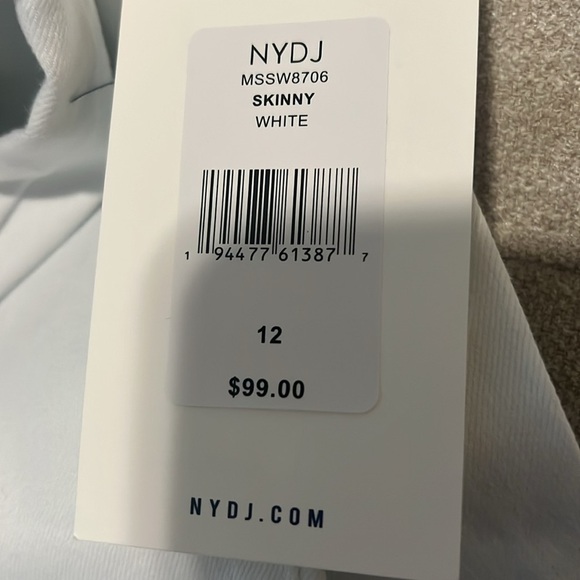 NYDJ
MSSW8706
SKINNY
WHITE
1 94477 61387 7
12
$99.00
NYDJ.COM